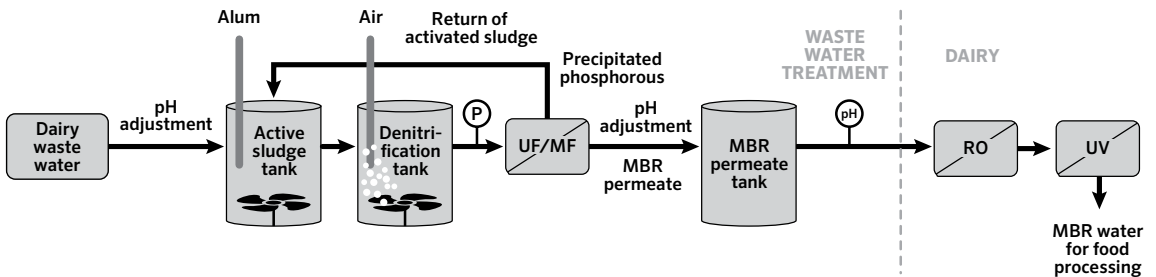 Alum
Air
Return of
activated sludge
Precipitated
phosphorous
WASTE
WATER
TREATMENT
DAIRY
Dairy
waste
water
pH
adjustment
Active
sludge
tank
Denitri-
fication
tank
P
UF/MF
pH
adjustment
MBR
permeate
MBR
permeate
tank
pH
RO
UV
MBR water
for food
processing